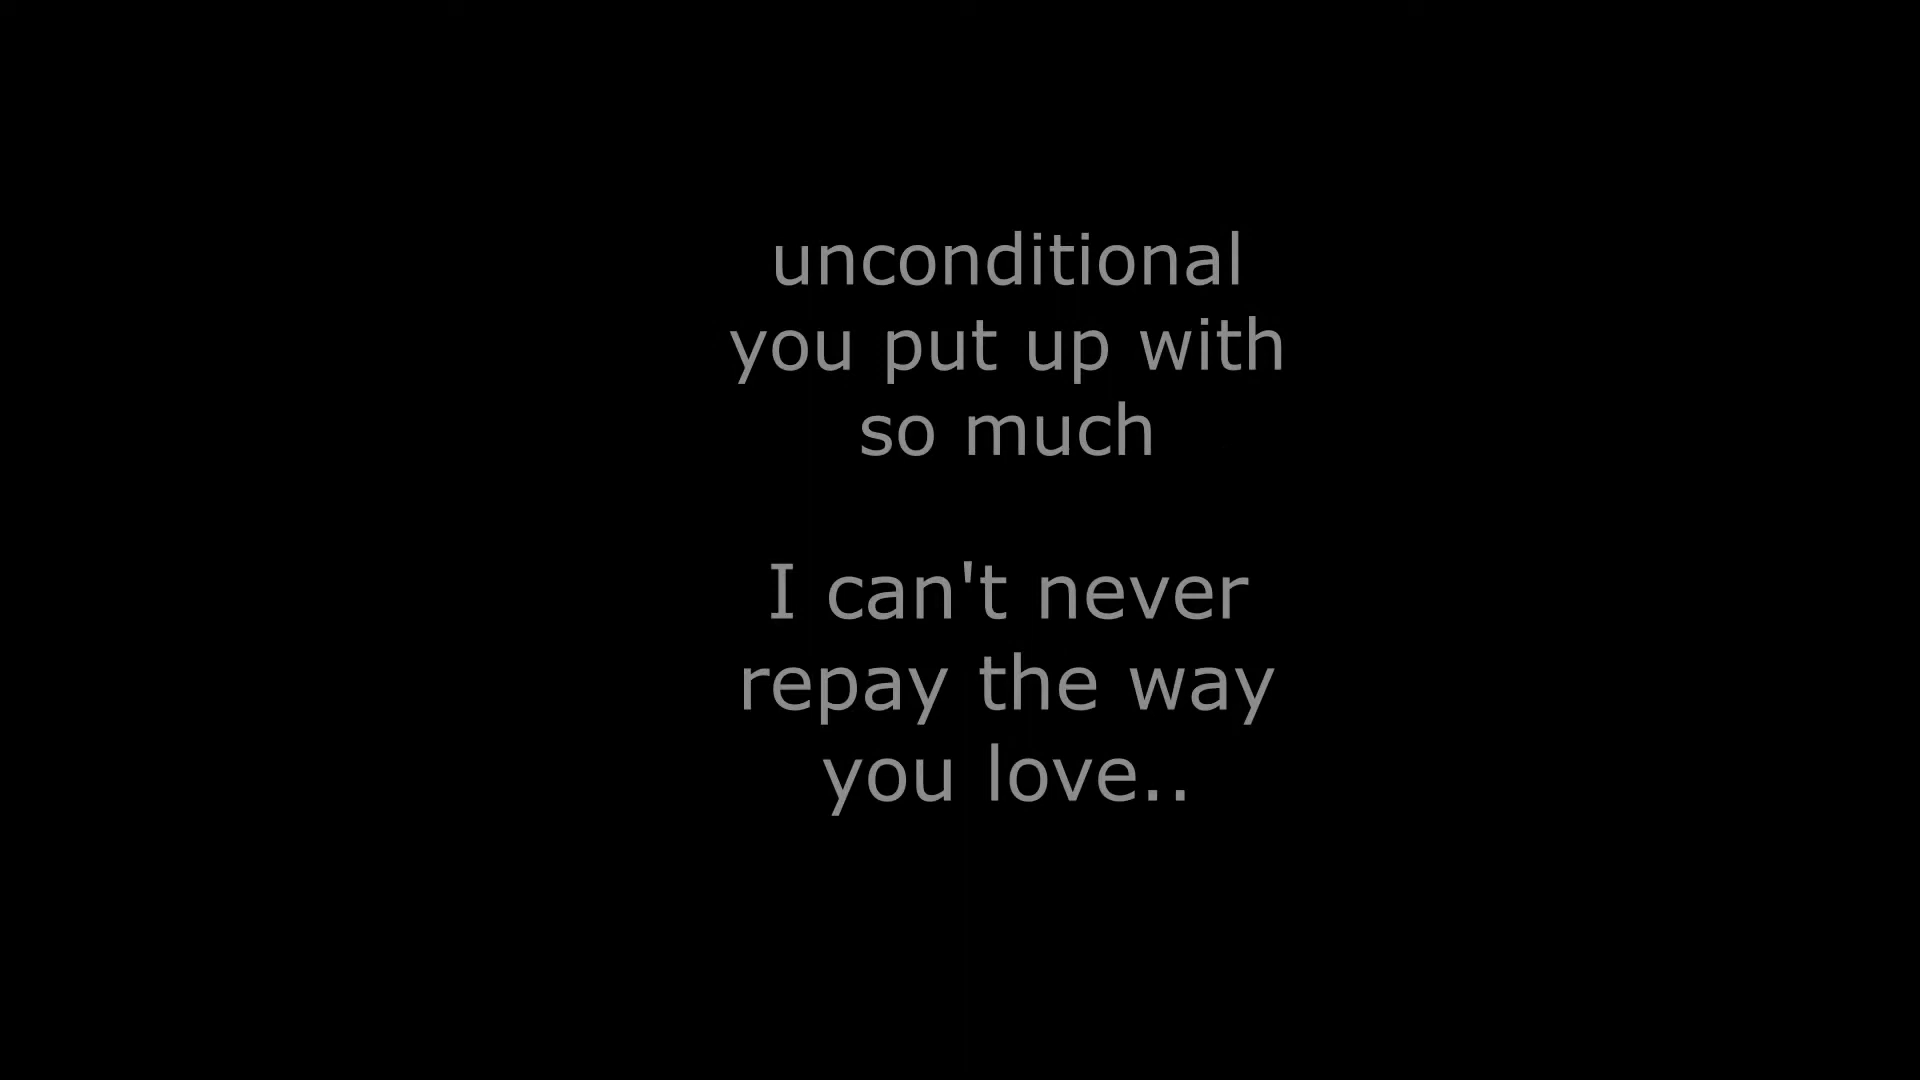 unconditional
you put up with
so much
I can't never
repay the way
you love..